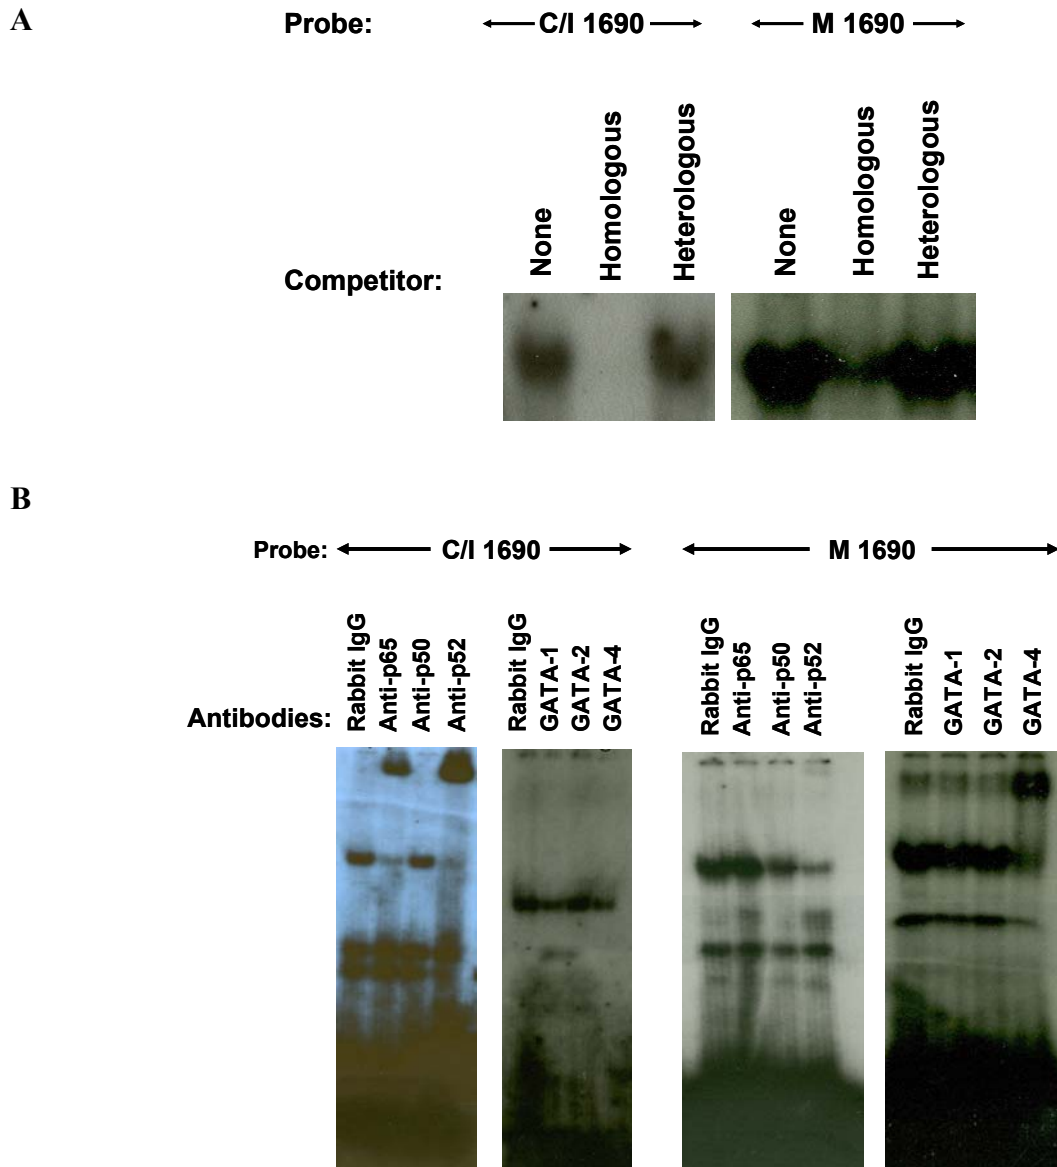 A
Probe: C/I 1690 M 1690
Competitor: None Homologous Heterologous None Homologous Heterologous
B
Probe: C/I 1690 M 1690
Antibodies: Rabbit IgG Anti-p65 Anti-p50 Anti-p52 Rabbit IgG GATA-1 GATA-2 GATA-4 Rabbit IgG Anti-p65 Anti-p50 Anti-p52 Rabbit IgG GATA-1 GATA-2 GATA-4